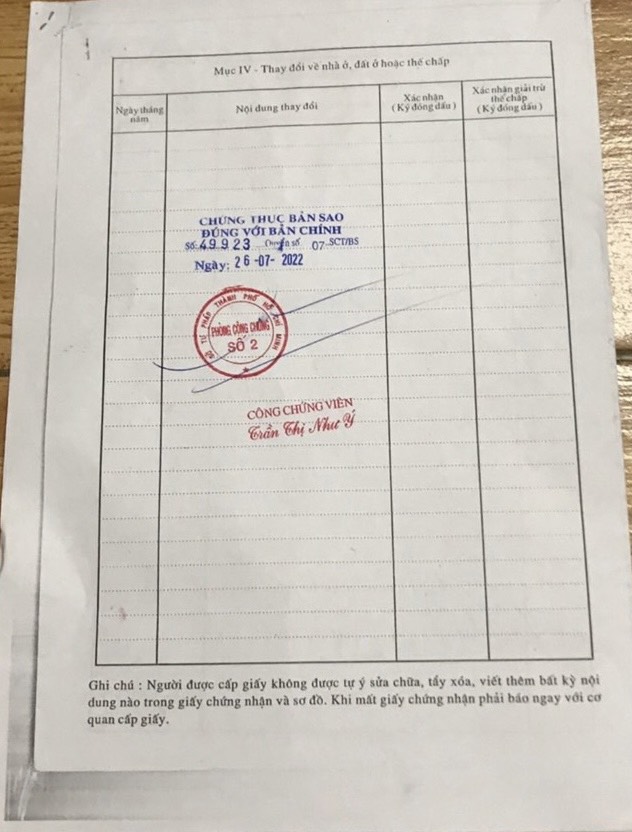 Mục IV - Thay đổi về nhà ở, đất ở hoặc thế chấp
Ngày tháng năm
Nội dung thay đổi
Xác nhận
( Ký đóng dấu )
Xác nhận giải trừ
thế chấp
( Ký đóng dấu )
CHỨNG THỰC BẢN SAO
ĐÚNG VỚI BẢN CHÍNH
Số: 49923 Quyển số 07 SCT/BS
Ngày: 26-07-2022
SỞ TƯ PHÁP THÀNH PHỐ HỒ CHÍ MINH
PHÒNG CÔNG CHỨNG
SỐ 2
CÔNG CHỨNG VIÊN
Trần Thị Như Ý
Ghi chú : Người được cấp giấy không được tự ý sửa chữa, tẩy xóa, viết thêm bất kỳ nội
dung nào trong giấy chứng nhận và sơ đồ. Khi mất giấy chứng nhận phải báo ngay với cơ
quan cấp giấy.